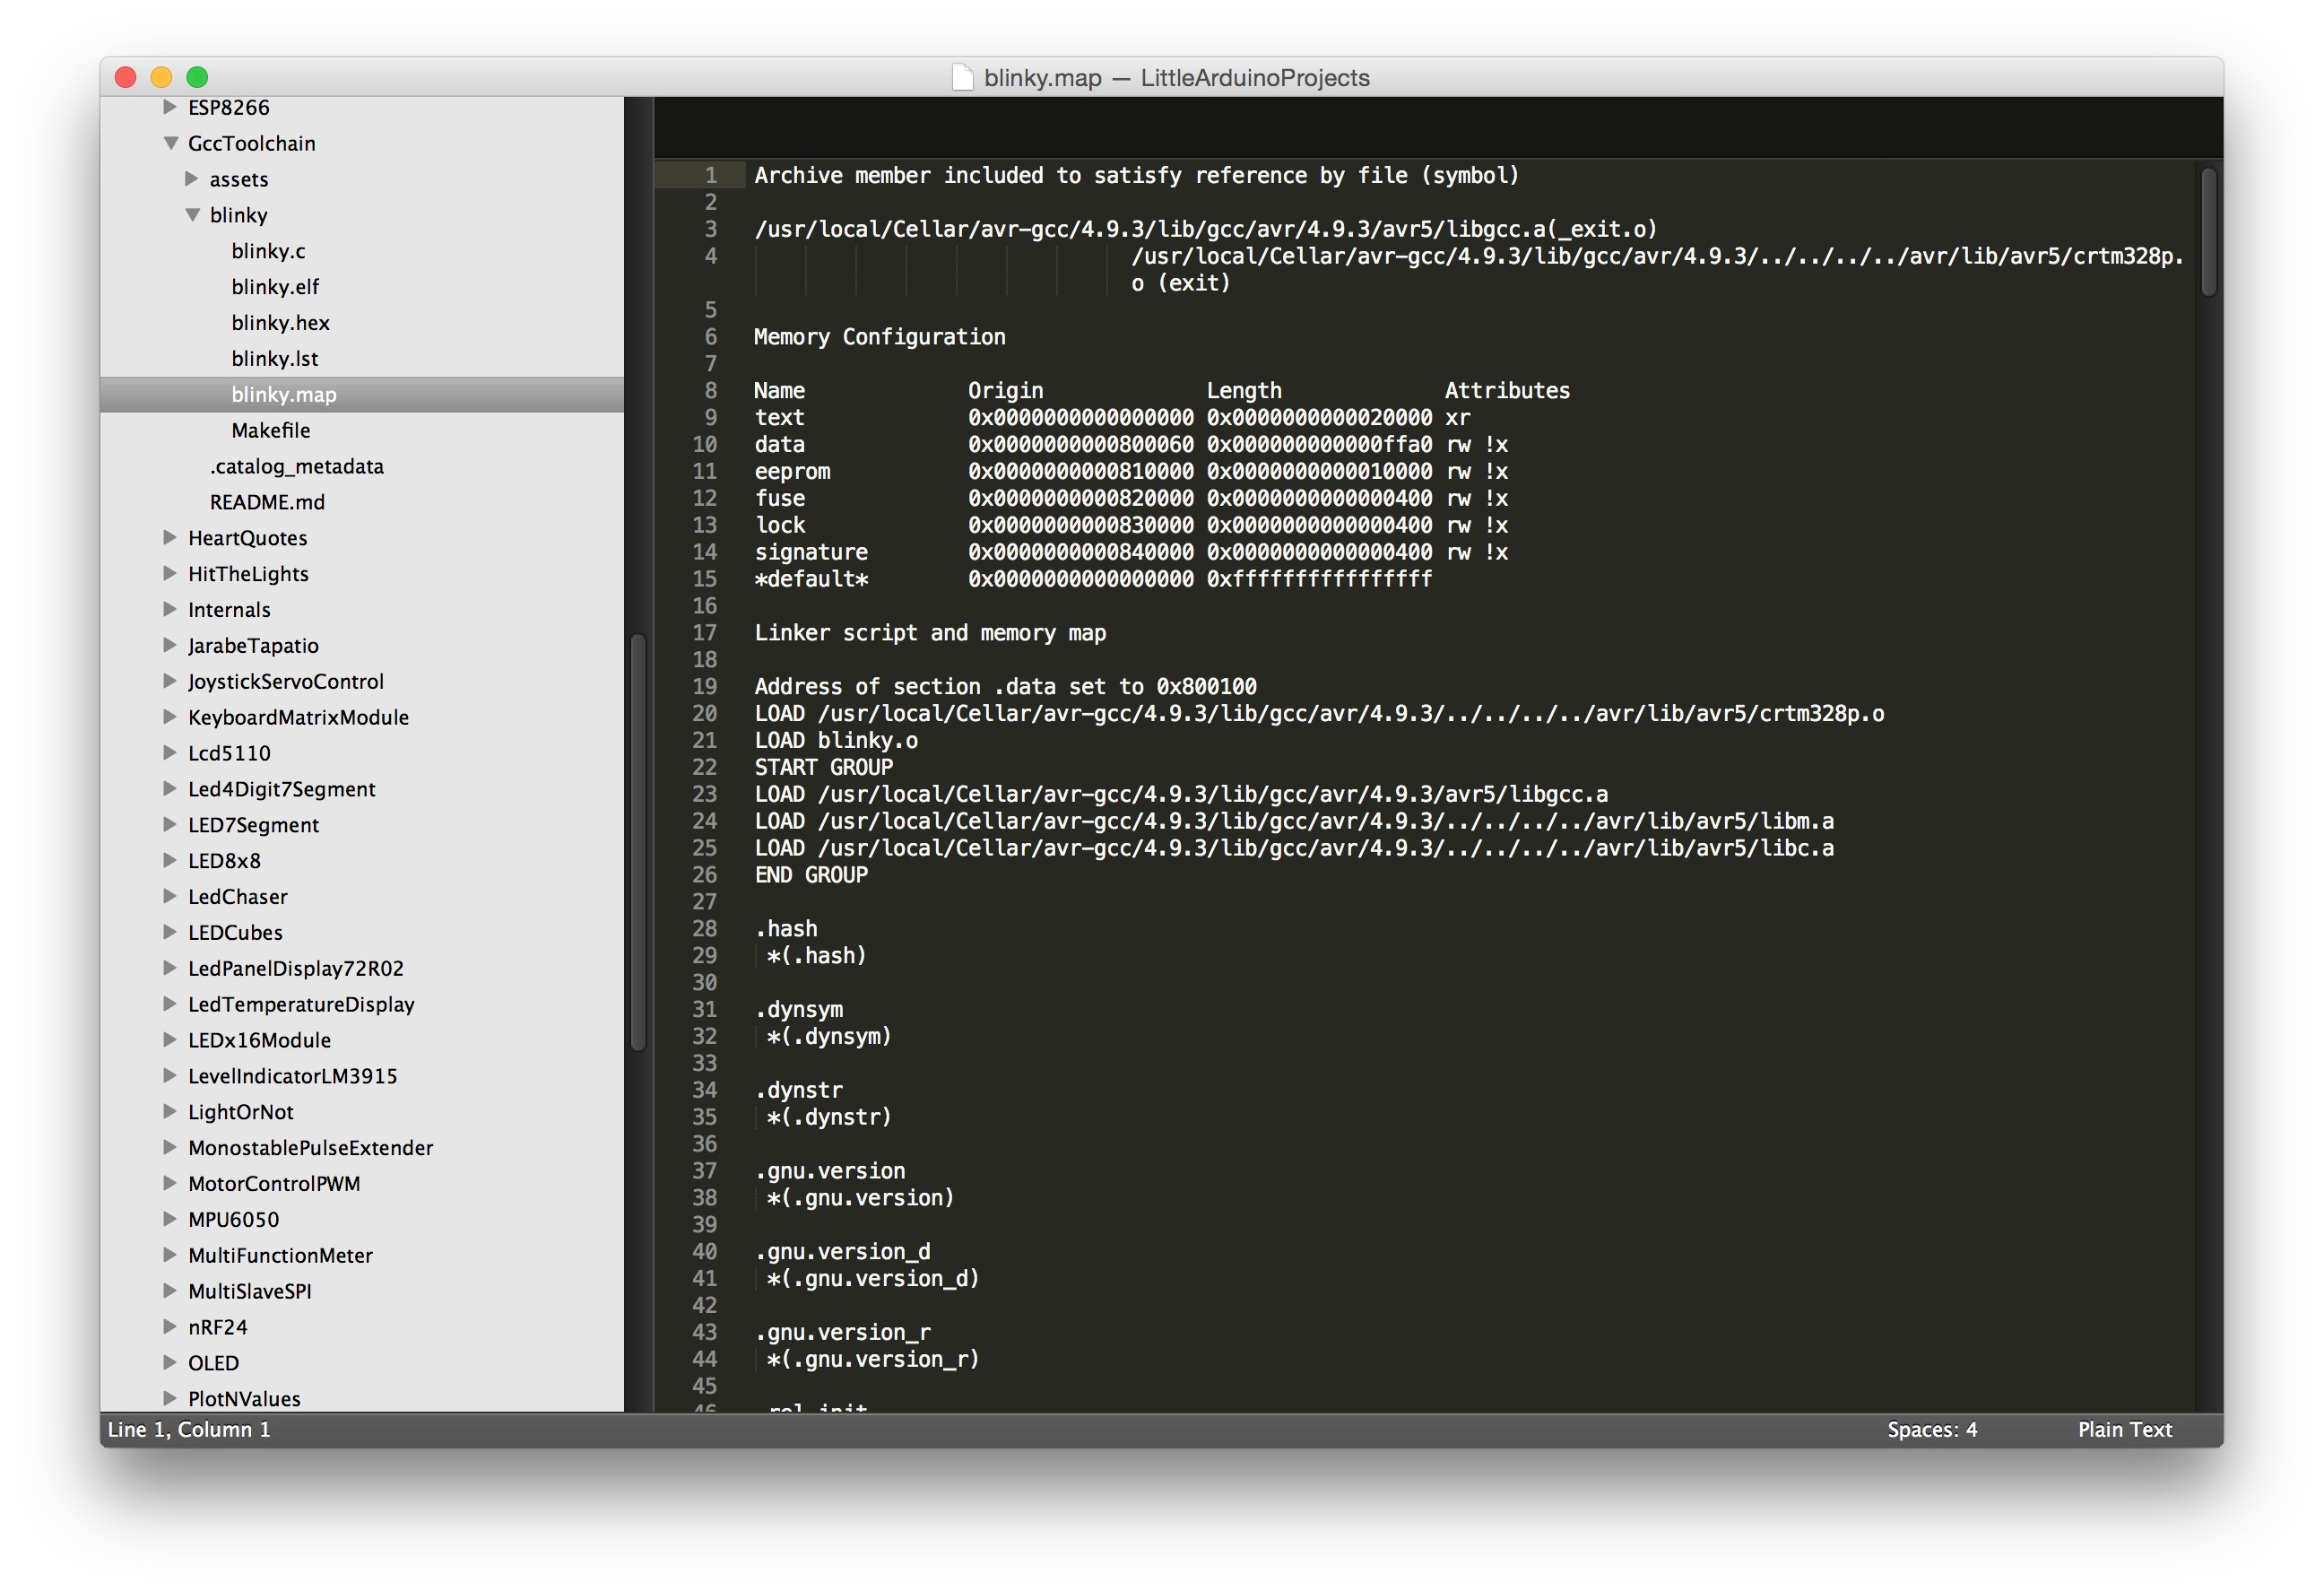 blinky.map — LittleArduinoProjects
ESP8266
GccToolchain
assets
blinky
blinky.c
blinky.elf
blinky.hex
blinky.lst
blinky.map
Makefile
.catalog_metadata
README.md
HeartQuotes
HitTheLights
Internals
JarabeTapatio
JoystickServoControl
KeyboardMatrixModule
Lcd5110
Led4Digit7Segment
LED7Segment
LED8x8
LedChaser
LEDCubes
LedPanelDisplay72R02
LedTemperatureDisplay
LEDx16Module
LevelIndicatorLM3915
LightOrNot
MonostablePulseExtender
MotorControlPWM
MPU6050
MultiFunctionMeter
MultiSlaveSPI
nRF24
OLED
PlotNValues
1 Archive member included to satisfy reference by file (symbol)
2
3 /usr/local/Cellar/avr-gcc/4.9.3/lib/gcc/avr/4.9.3/avr5/libgcc.a(_exit.o)
4 /usr/local/Cellar/avr-gcc/4.9.3/lib/gcc/avr/4.9.3/../../../../avr/lib/avr5/crtm328p.
o (exit)
5
6 Memory Configuration
7
8 Name Origin Length Attributes
9 text 0x0000000000000000 0x0000000000020000 xr
10 data 0x0000000000800060 0x000000000000ffa0 rw !x
11 eeprom 0x0000000000810000 0x0000000000010000 rw !x
12 fuse 0x0000000000820000 0x0000000000000400 rw !x
13 lock 0x0000000000830000 0x0000000000000400 rw !x
14 signature 0x0000000000840000 0x0000000000000400 rw !x
15 *default* 0x0000000000000000 0xffffffffffffffff
16
17 Linker script and memory map
18
19 Address of section .data set to 0x800100
20 LOAD /usr/local/Cellar/avr-gcc/4.9.3/lib/gcc/avr/4.9.3/../../../../avr/lib/avr5/crtm328p.o
21 LOAD blinky.o
22 START GROUP
23 LOAD /usr/local/Cellar/avr-gcc/4.9.3/lib/gcc/avr/4.9.3/avr5/libgcc.a
24 LOAD /usr/local/Cellar/avr-gcc/4.9.3/lib/gcc/avr/4.9.3/../../../../avr/lib/avr5/libm.a
25 LOAD /usr/local/Cellar/avr-gcc/4.9.3/lib/gcc/avr/4.9.3/../../../../avr/lib/avr5/libc.a
26 END GROUP
27
28 .hash
29 *(.hash)
30
31 .dynsym
32 *(.dynsym)
33
34 .dynstr
35 *(.dynstr)
36
37 .gnu.version
38 *(.gnu.version)
39
40 .gnu.version_d
41 *(.gnu.version_d)
42
43 .gnu.version_r
44 *(.gnu.version_r)
45
46 .rel.init
Line 1, Column 1
Spaces: 4
Plain Text